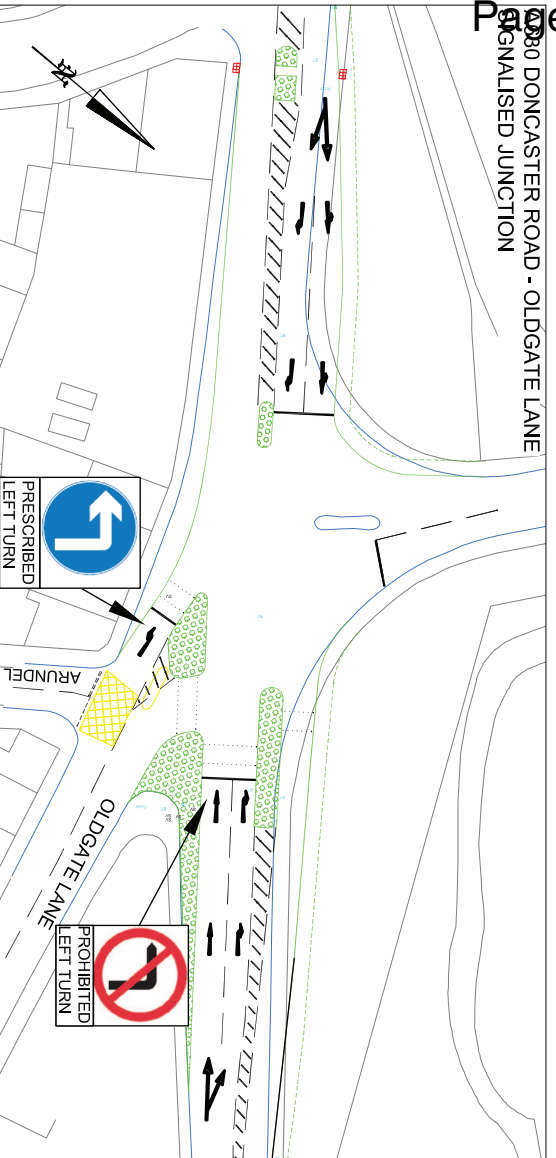 Page
A630 DONCASTER ROAD - OLDGATE LANE
SIGNALISED JUNCTION
N
PRESCRIBED
LEFT TURN
ARUNDEL
OLDGATE LANE
PROHIBITED
LEFT TURN